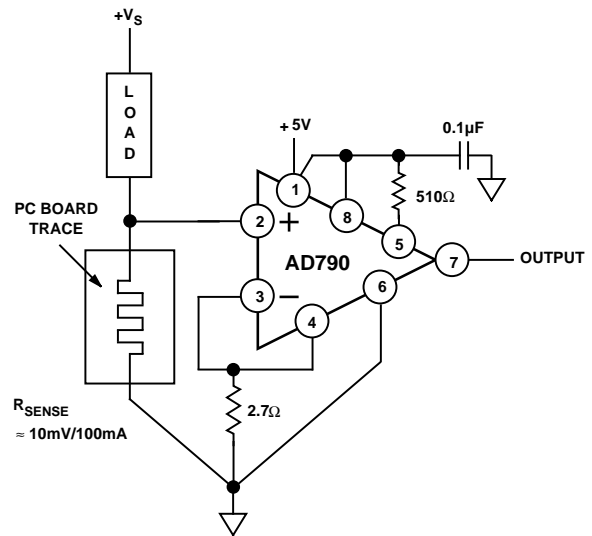 +VS
LOAD
PC BOARD
TRACE
RSENSE
≈ 10mV/100mA
+ 5V
0.1µF
510Ω
1
2
+
8
5
7
OUTPUT
AD790
3
–
4
6
2.7Ω